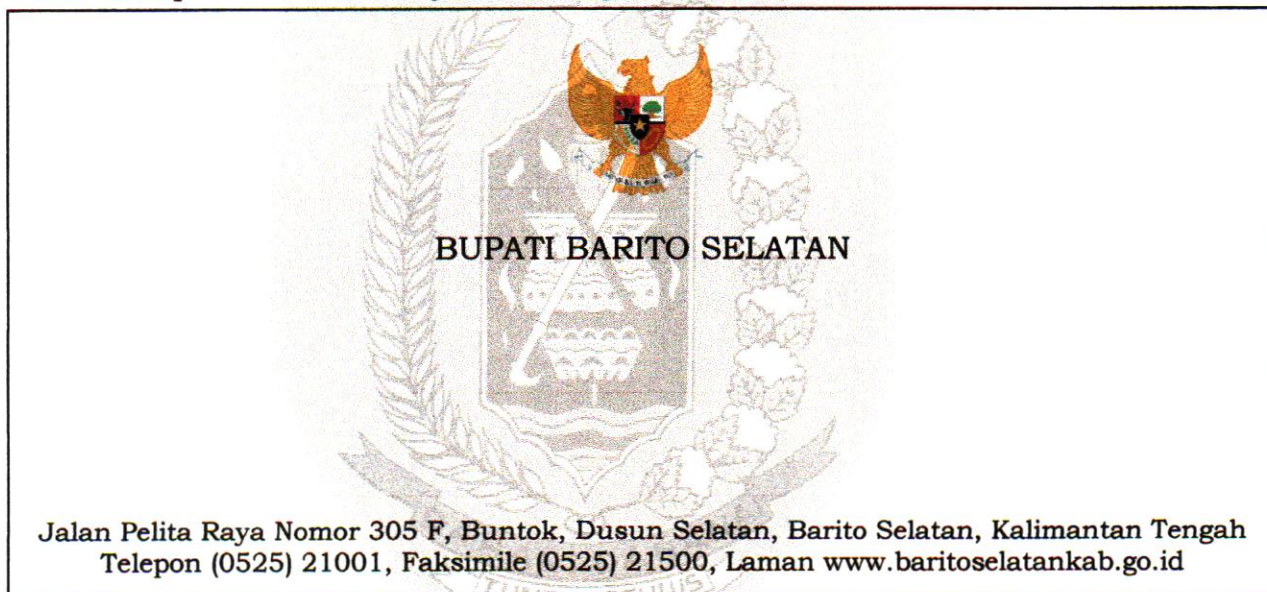 BUPATI BARITO SELATAN
Jalan Pelita Raya Nomor 305 F, Buntok, Dusun Selatan, Barito Selatan, Kalimantan Tengah
Telepon (0525) 21001, Faksimile (0525) 21500, Laman www.baritoselatankab.go.id